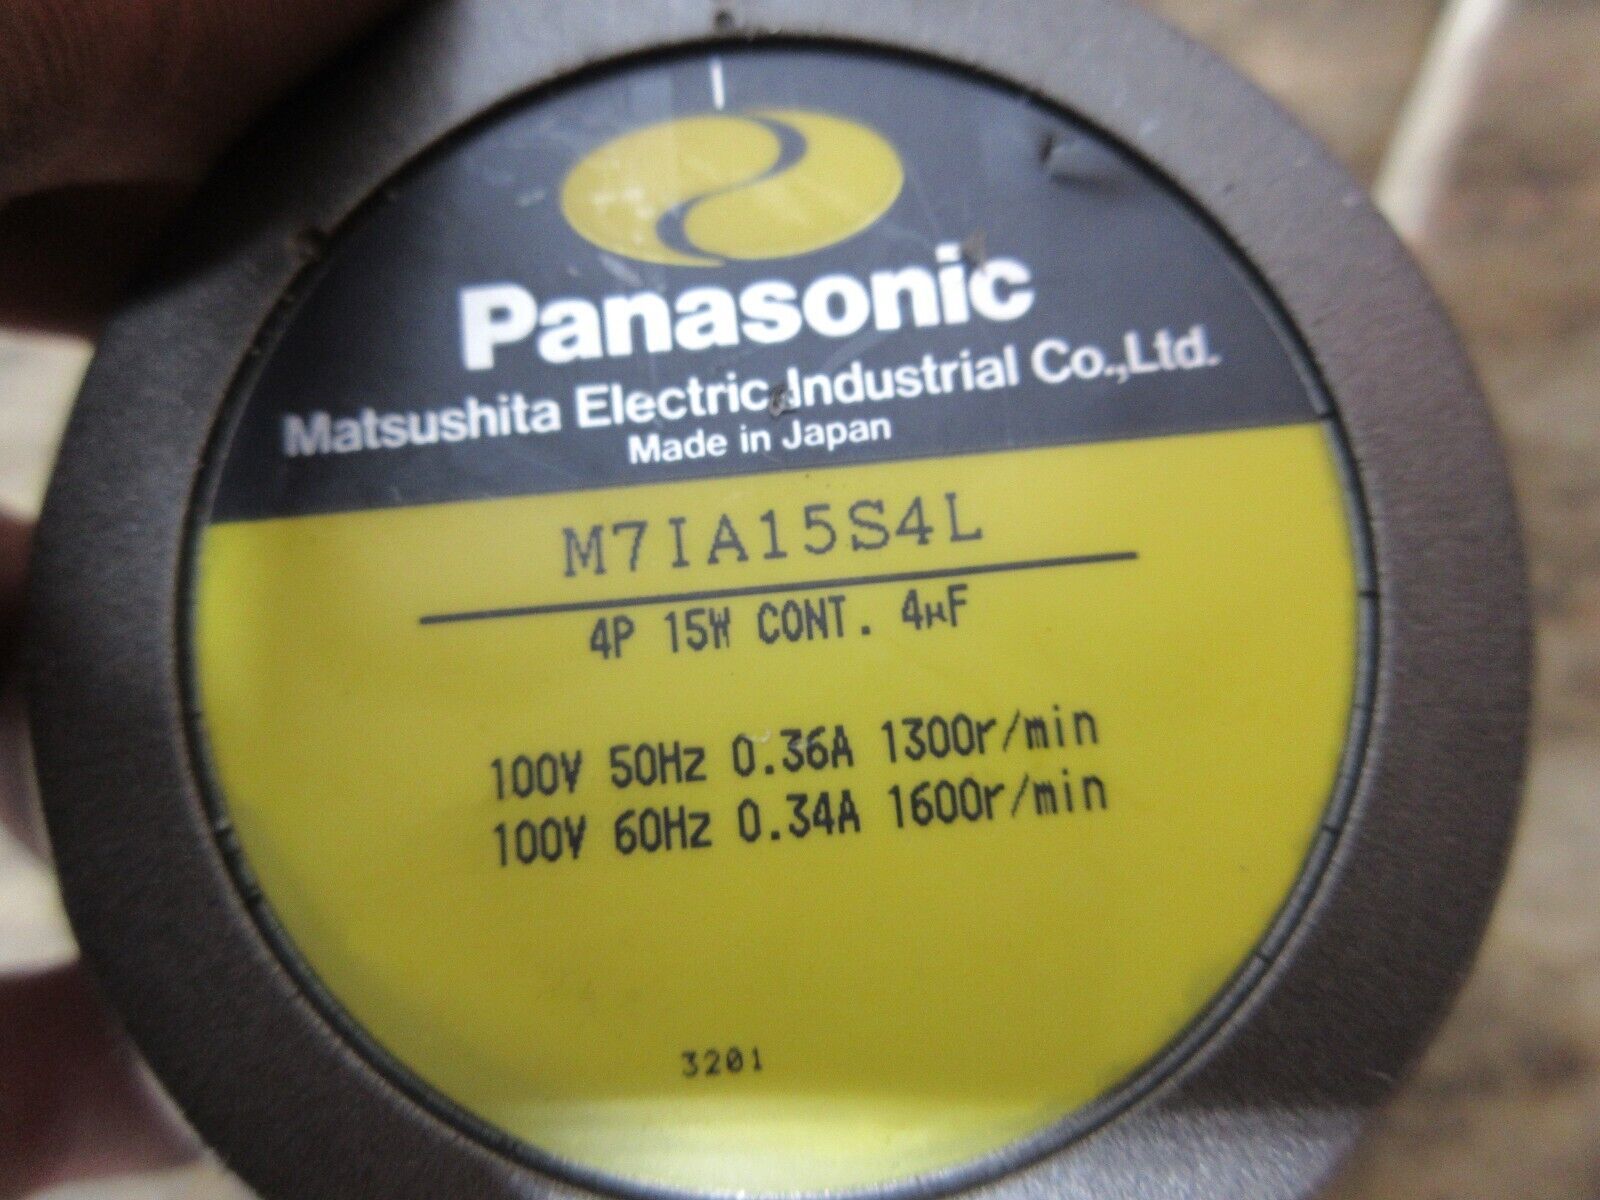 Panasonic
Matsushita Electric Industrial Co.,Ltd.
Made in Japan
M7IA15S4L
4P 15W CONT. 4μF
100V 50Hz 0.36A 1300r/min
100V 60Hz 0.34A 1600r/min
3201